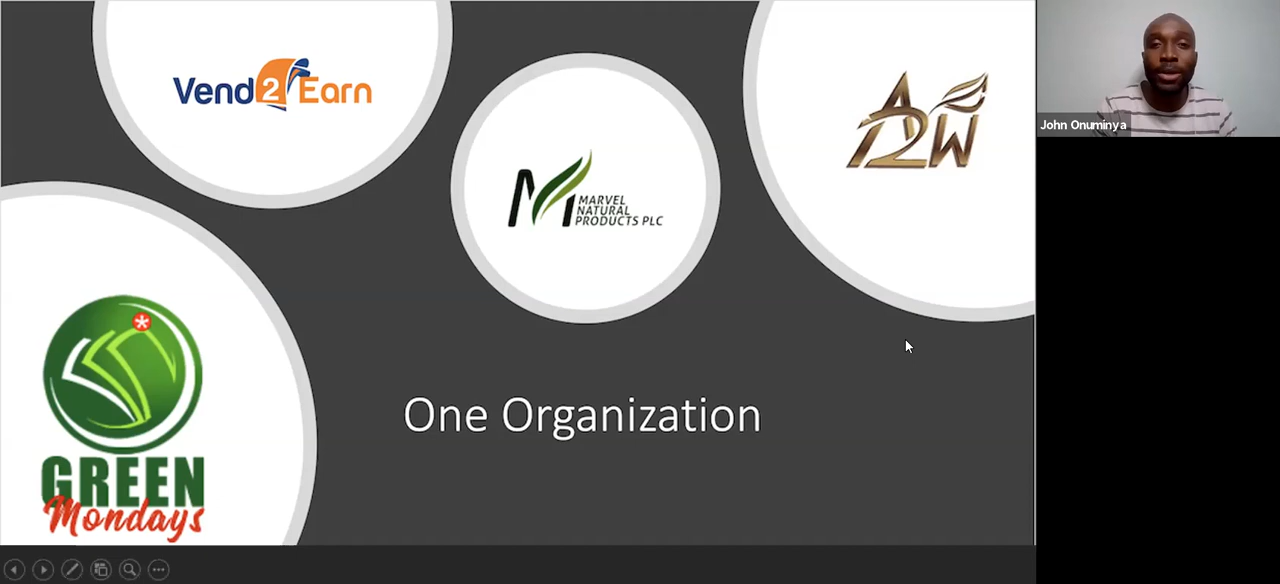 Vend2Earn
MARVEL
NATURAL
PRODUCTS PLC
A2W
John Onuminya
GREEN
Mondays
One Organization